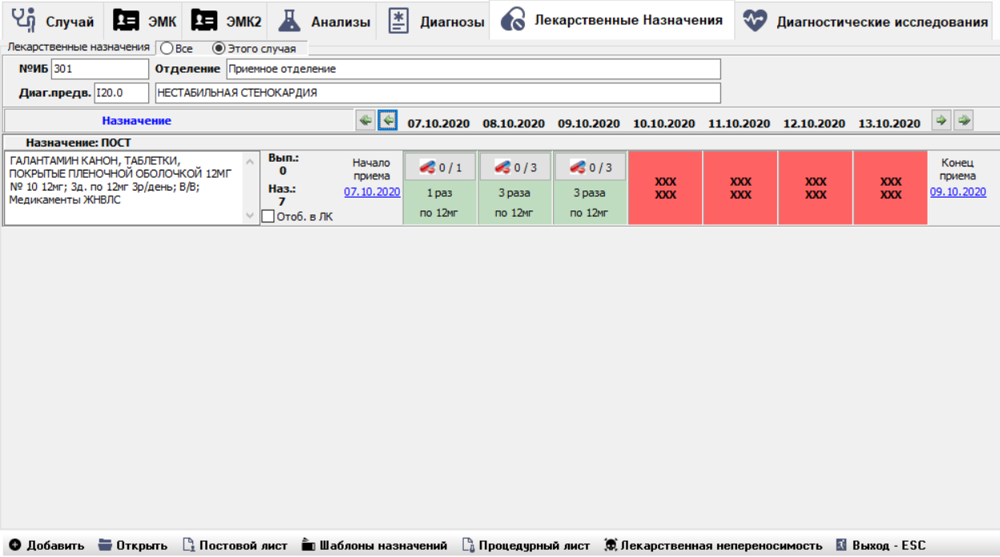 Случай ЭМК ЭМК2 Анализы Диагнозы Лекарственные Назначения Диагностические исследования
Лекарственные назначения Все Этого случая
№ИБ 301 Отделение Приемное отделение
Диаг.предв. I20.0 НЕСТАБИЛЬНАЯ СТЕНОКАРДИЯ
Назначение 07.10.2020 08.10.2020 09.10.2020 10.10.2020 11.10.2020 12.10.2020 13.10.2020
Назначение: ПОСТ
ГАЛАНТАМИН КАНОН, ТАБЛЕТКИ,
ПОКРЫТЫЕ ПЛЕНОЧНОЙ ОБОЛОЧКОЙ 12МГ
№ 10 12мг; 3д. по 12мг 3р/день; В/В;
Медикаменты ЖНВЛС
Вып.:
0
Наз.:
7
Отоб. в ЛК
Начало
приема
07.10.2020
0 / 1
1 раз
по 12мг
0 / 3
3 раза
по 12мг
0 / 3
3 раза
по 12мг
XXX
XXX
XXX
XXX
XXX
XXX
XXX
XXX
Конец
приема
09.10.2020
Добавить Открыть Постовой лист Шаблоны назначений Процедурный лист Лекарственная непереносимость Выход - ESC